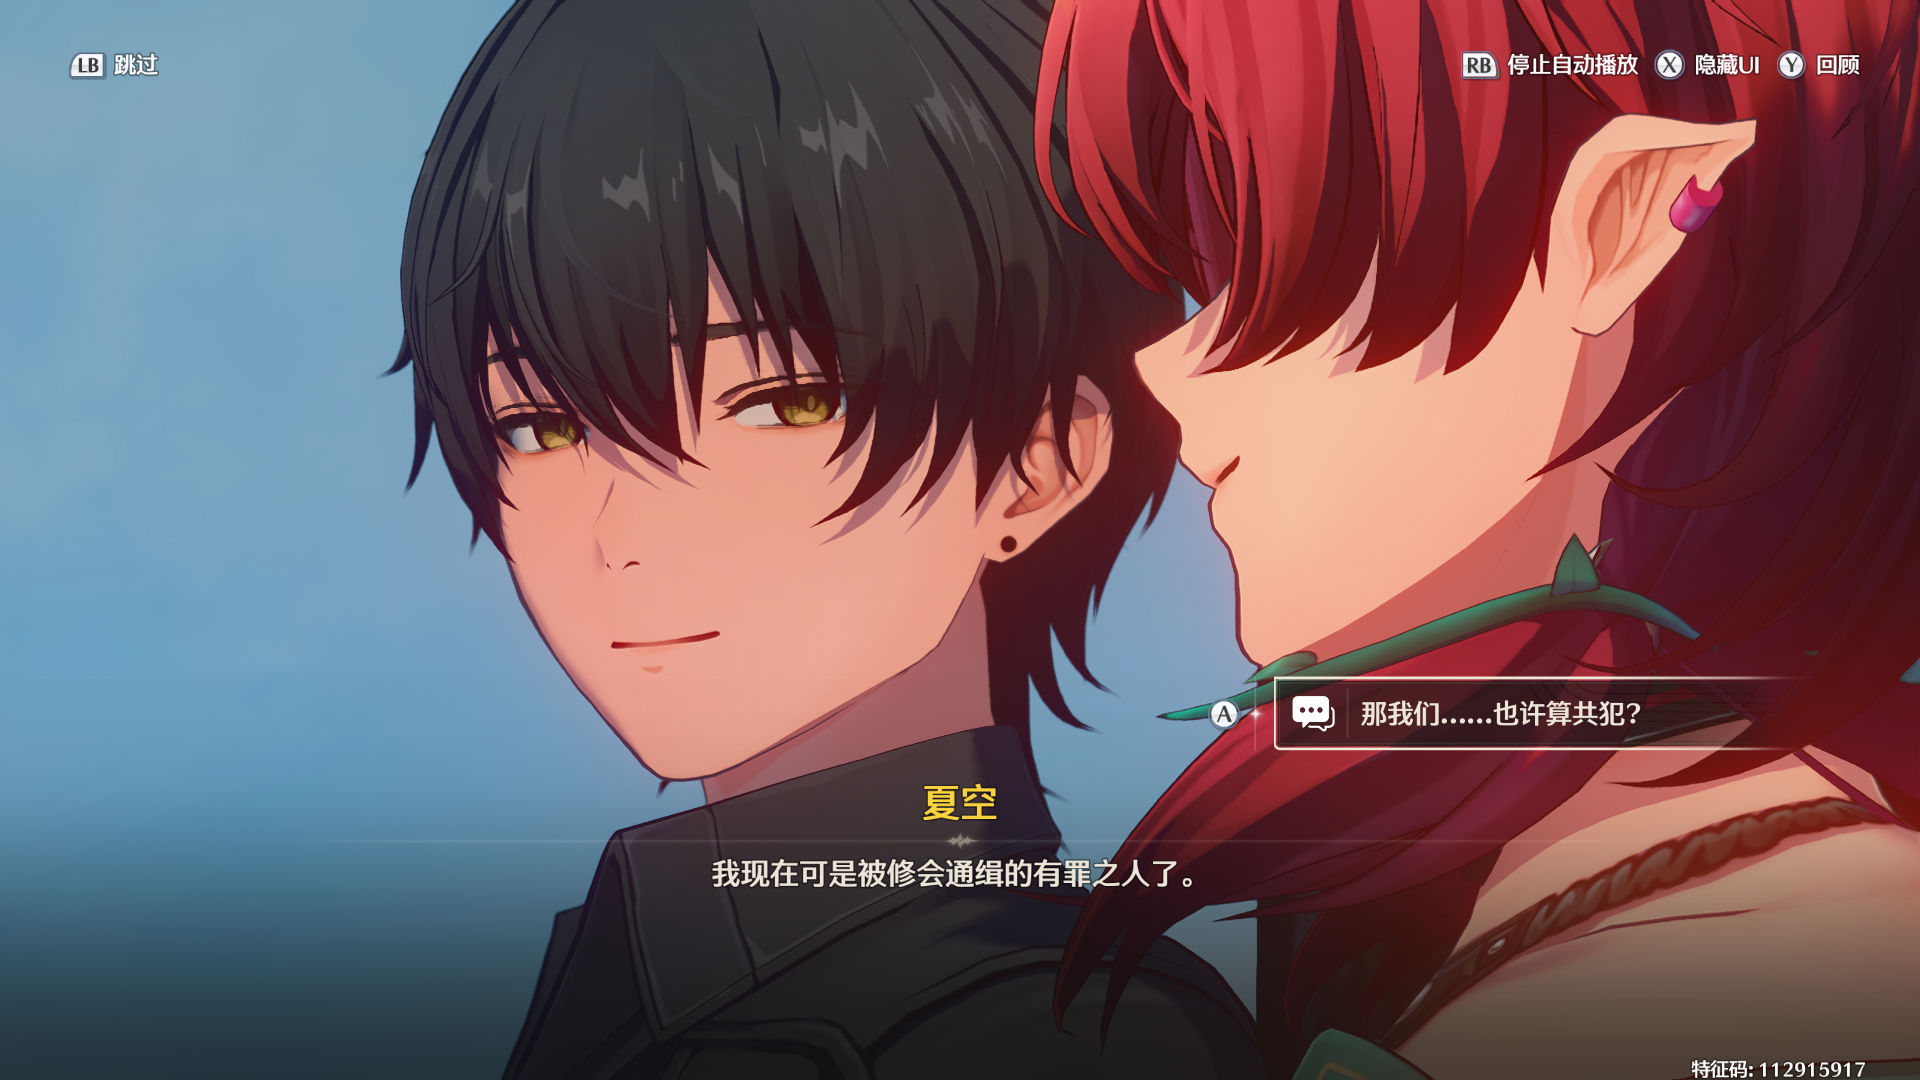 LB 跳过
RB 停止自动播放 X 隐藏UI Y 回顾
A 那我们……也许算共犯?
夏空
我现在可是被修会通缉的有罪之人了。
特征码: 112915917